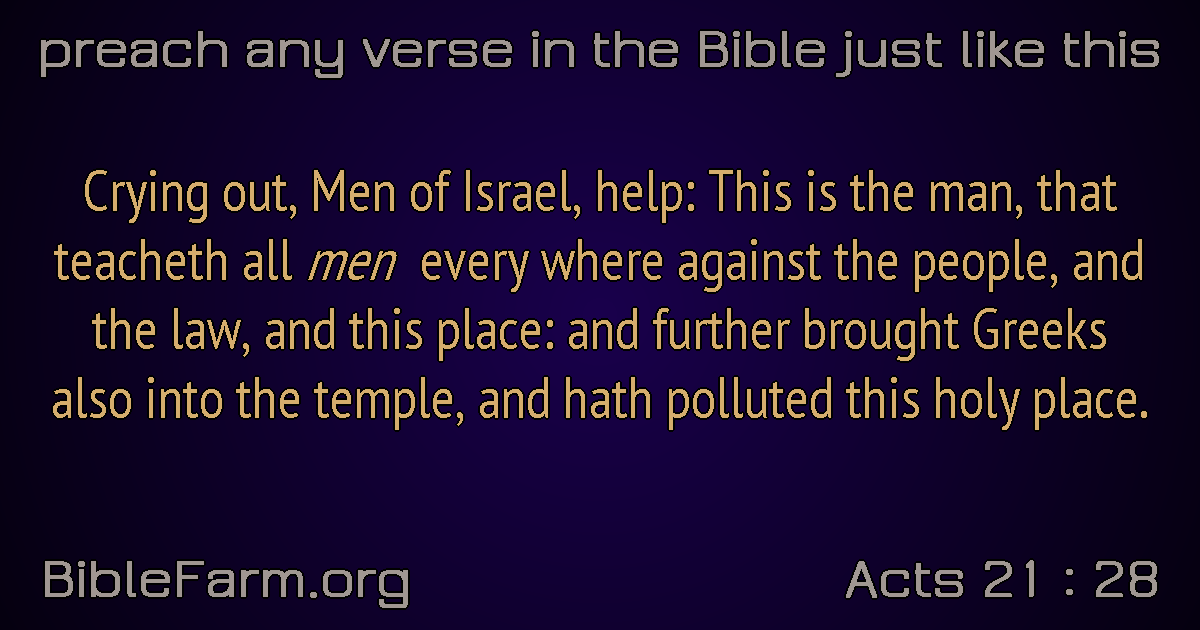 preach any verse in the Bible just like this
Crying out, Men of Israel, help: This is the man, that
teacheth all men every where against the people, and
the law, and this place: and further brought Greeks
also into the temple, and hath polluted this holy place.
BibleFarm.org
Acts 21 : 28